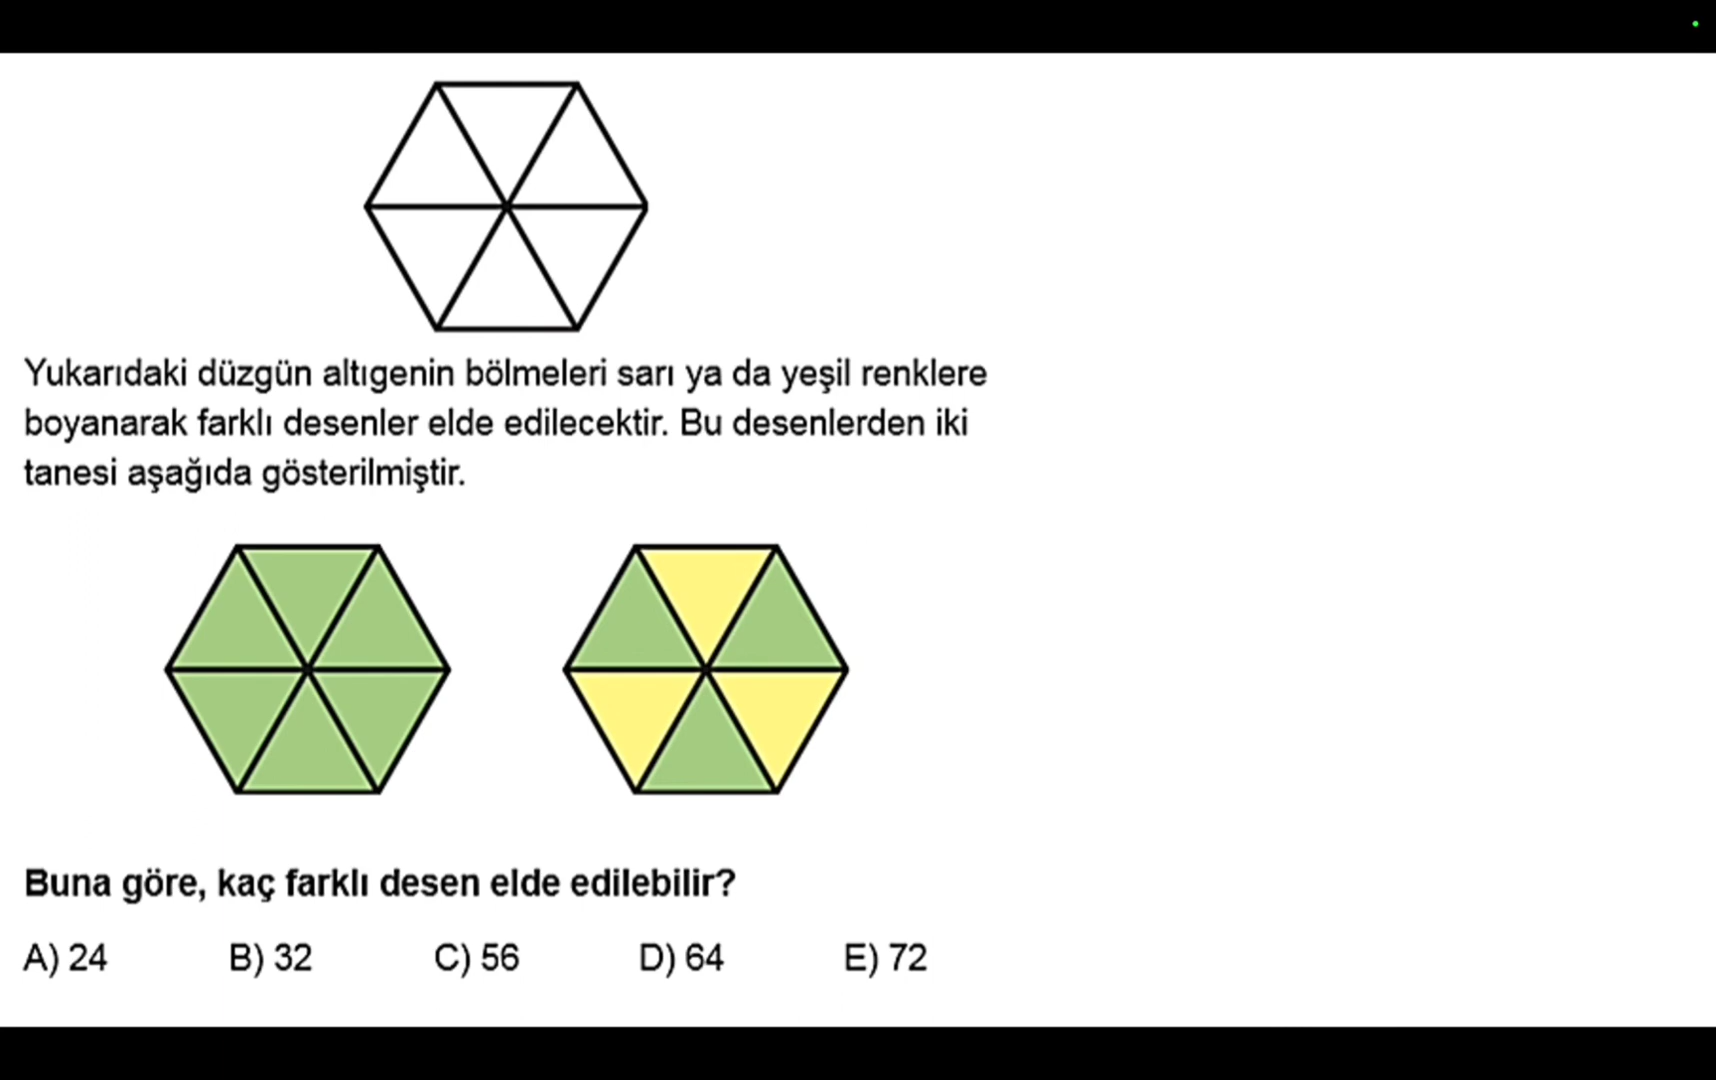 Yukarıdaki düzgün altıgenin bölmeleri sarı ya da yeşil renklere
boyanarak farklı desenler elde edilecektir. Bu desenlerden iki
tanesi aşağıda gösterilmiştir.
Buna göre, kaç farklı desen elde edilebilir?
A) 24 B) 32 C) 56 D) 64 E) 72